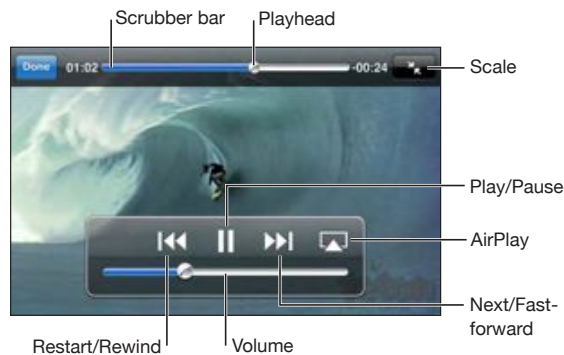 Scrubber bar Playhead
Done 01:02 -00:24
Scale
Play/Pause
AirPlay
Next/Fast-
forward
Restart/Rewind Volume